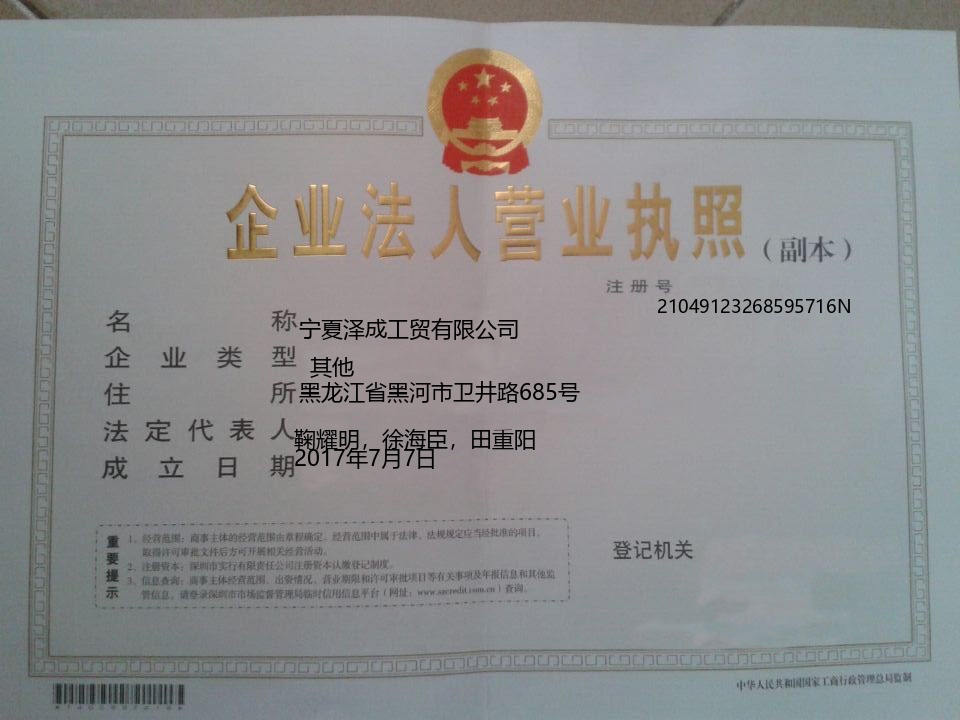 企业法人营业执照（副本）
注册号
21049123268595716N
名称宁夏泽成工贸有限公司
企业类型 其他
住所黑龙江省黑河市卫井路685号
法定代表人鞠耀明，徐海臣，田重阳
成立日期2017年7月7日
重要提示
1、经营范围：商事主体的经营范围由章程确定。经营范围中属于法律、法规规定应当经批准的项目，
取得许可审批文件后方可开展相关经营活动。
2、注册资本：深圳市实行有限责任公司注册资本认缴登记制度。
3、信息查询：商事主体经营范围、出资情况、营业期限和许可审批项目等有关事项及年报信息和其他监
管信息，请登录深圳市市场监督管理局临时信用信息平台（网址：www.szcredit.com.cn）查询。
登记机关
中华人民共和国国家工商行政管理总局监制